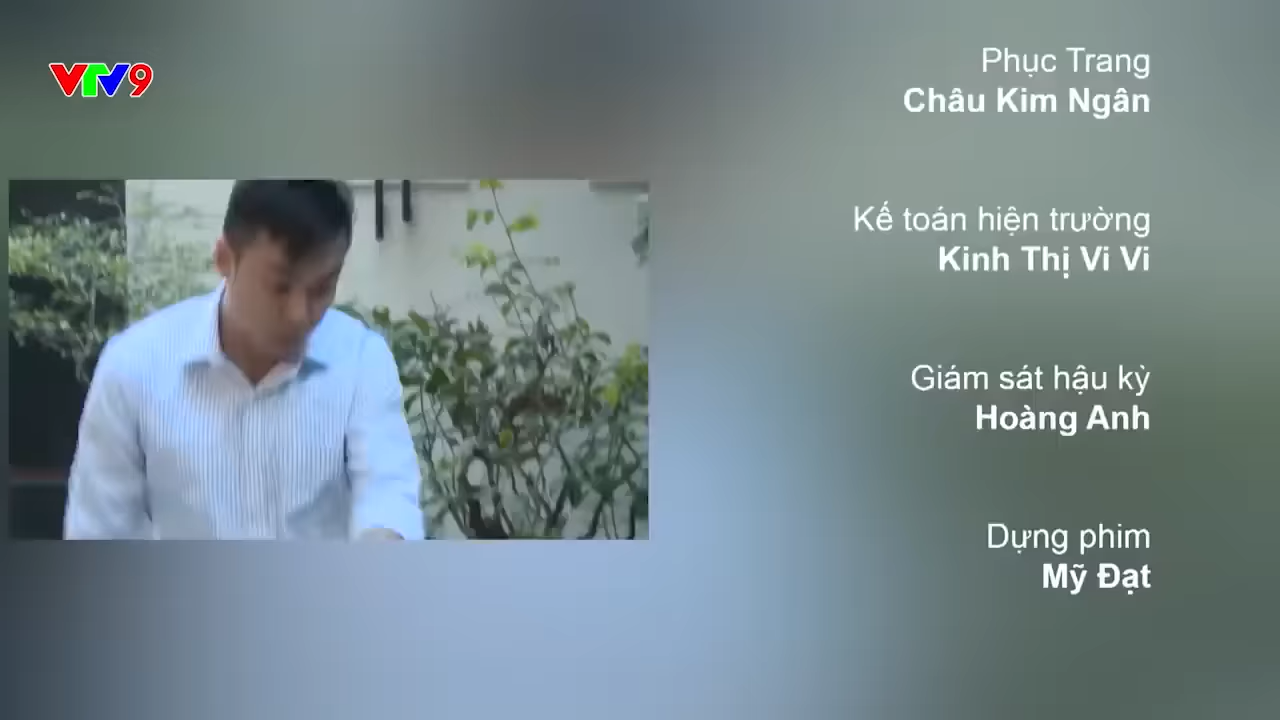 VTV9
Phục Trang
Châu Kim Ngân
Kế toán hiện trường
Kinh Thị Vi Vi
Giám sát hậu kỳ
Hoàng Anh
Dựng phim
Mỹ Đạt